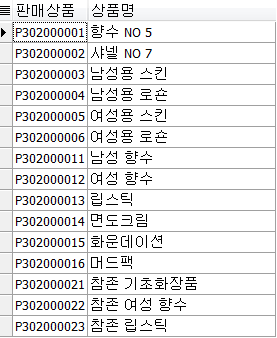 판매상품 상품명
P302000001 향수 NO 5
P302000002 샤넬 NO 7
P302000003 남성용 스킨
P302000004 남성용 로숀
P302000005 여성용 스킨
P302000006 여성용 로숀
P302000011 남성 향수
P302000012 여성 향수
P302000013 립스틱
P302000014 면도크림
P302000015 화운데이션
P302000016 머드팩
P302000021 참존 기초화장품
P302000022 참존 여성 향수
P302000023 참존 립스틱